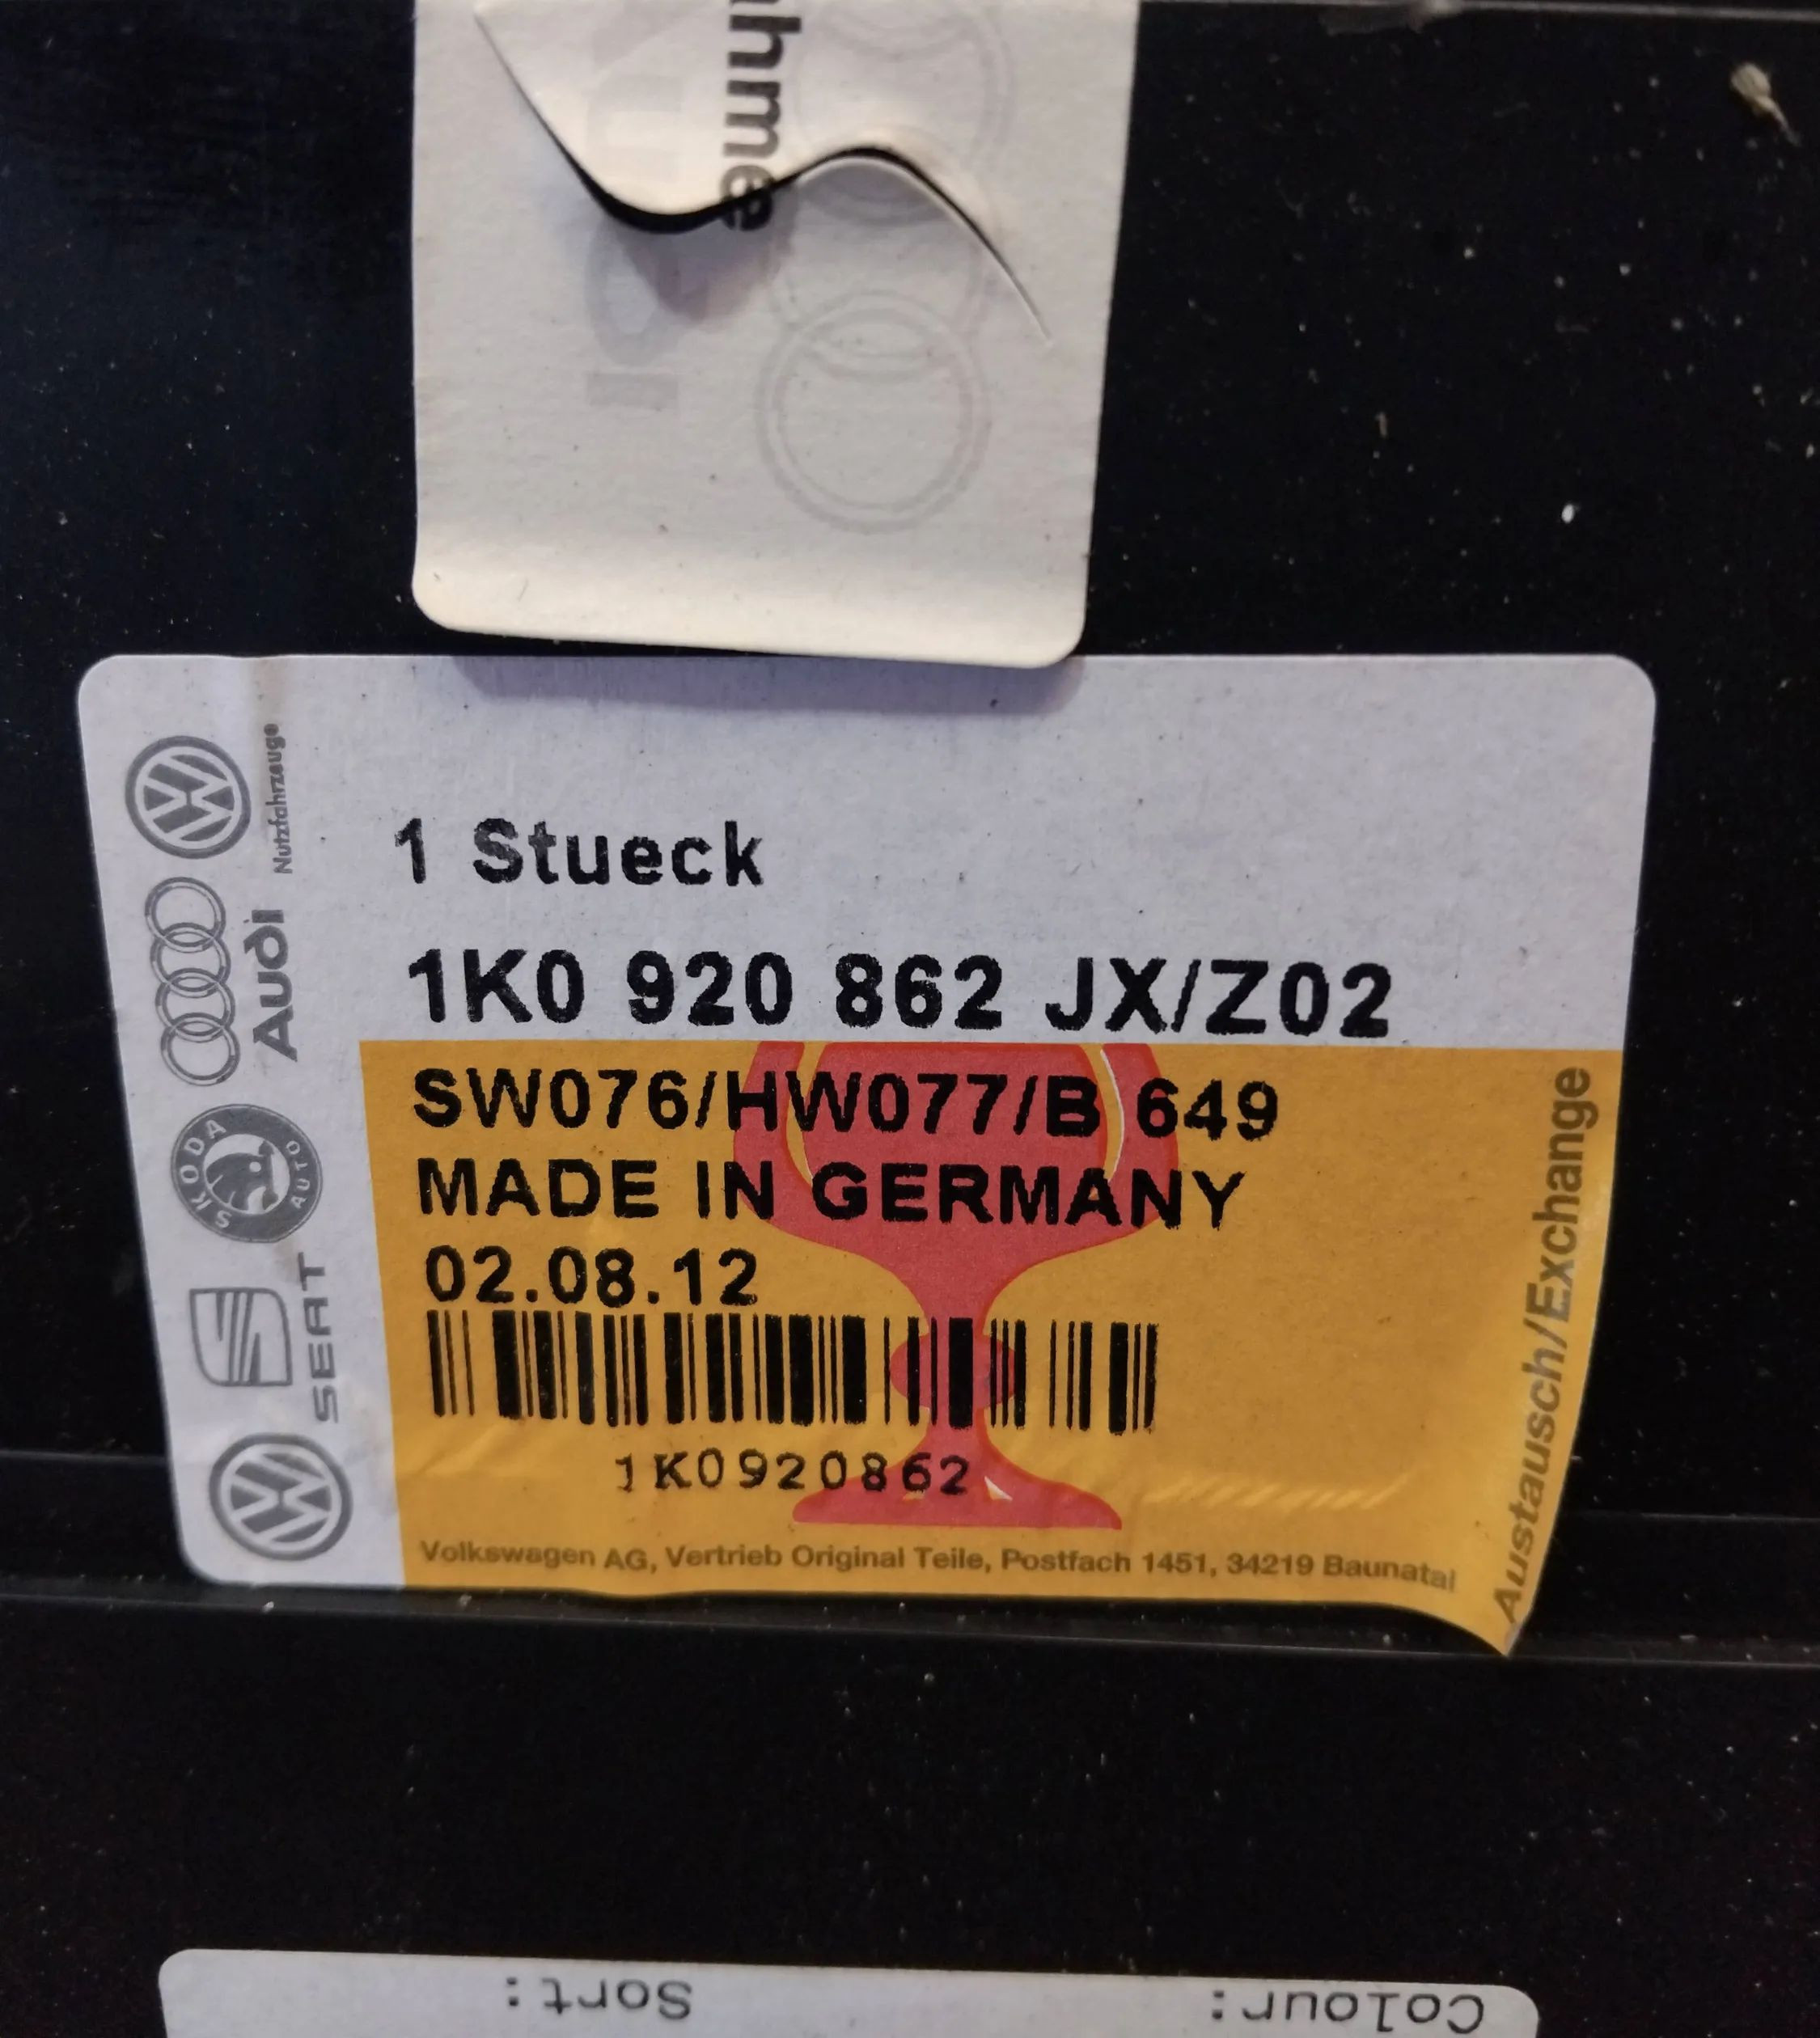 1 Stueck
1K0 920 862 JX/Z02
SW076/HW077/B 649
MADE IN GERMANY
02.08.12
1K0920862
Volkswagen AG, Vertrieb Original Teile, Postfach 1451, 34219 Baunatal
Austausch/Exchange
Nutzfahrzeuge
Audi
SKODA
AUTO
SEAT
Sort:
Colour: